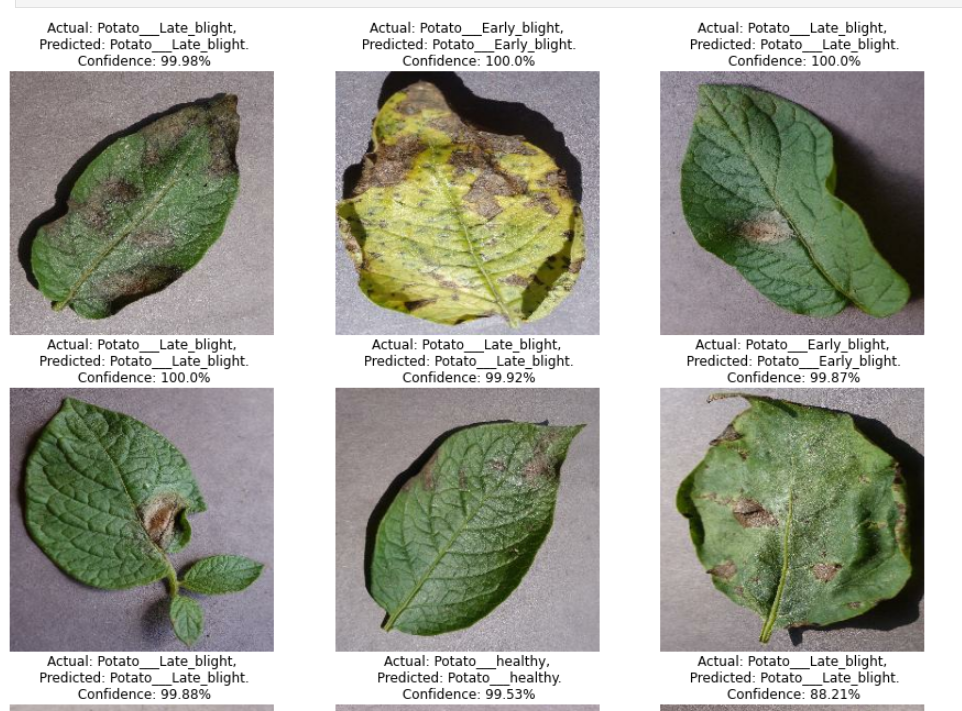 Actual: Potato___Late_blight,
Predicted: Potato___Late_blight.
Confidence: 99.98%
Actual: Potato___Early_blight,
Predicted: Potato___Early_blight.
Confidence: 100.0%
Actual: Potato___Late_blight,
Predicted: Potato___Late_blight.
Confidence: 100.0%
Actual: Potato___Late_blight,
Predicted: Potato___Late_blight.
Confidence: 100.0%
Actual: Potato___Late_blight,
Predicted: Potato___Late_blight.
Confidence: 99.92%
Actual: Potato___Early_blight,
Predicted: Potato___Early_blight.
Confidence: 99.87%
Actual: Potato___Late_blight,
Predicted: Potato___Late_blight.
Confidence: 99.88%
Actual: Potato___healthy,
Predicted: Potato___healthy.
Confidence: 99.53%
Actual: Potato___Late_blight,
Predicted: Potato___Late_blight.
Confidence: 88.21%